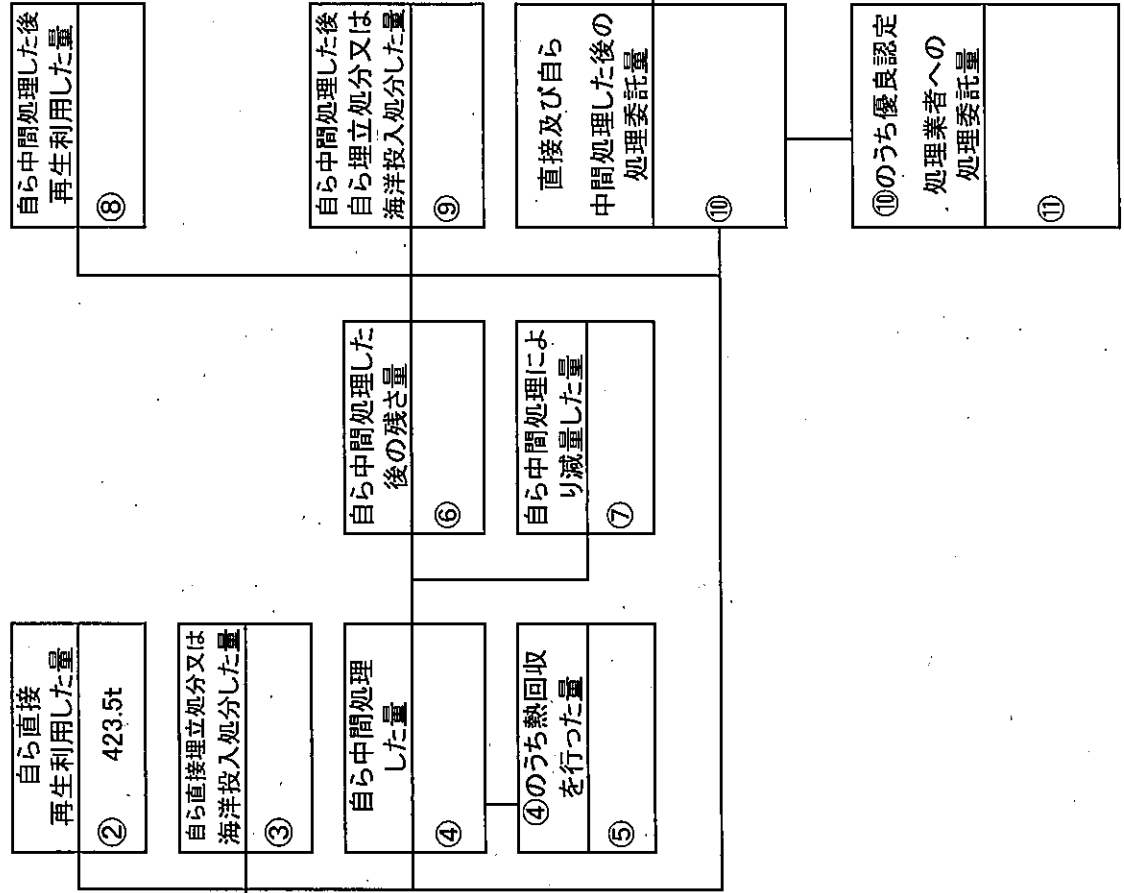 自ら直接
再生利用した量
② 423.5t
自ら直接埋立処分又は
海洋投入処分した量
③
自ら中間処理
した量
④
④のうち熱回収
を行った量
⑤
自ら中間処理した
後の残さ量
⑥
自ら中間処理によ
り減量した量
⑦
自ら中間処理した後
再生利用した量
⑧
自ら中間処理した後
自ら埋立処分又は
海洋投入処分した量
⑨
直接及び自ら
中間処理した後の
処理委託量
⑩
⑩のうち優良認定
処理業者への
処理委託量
⑪